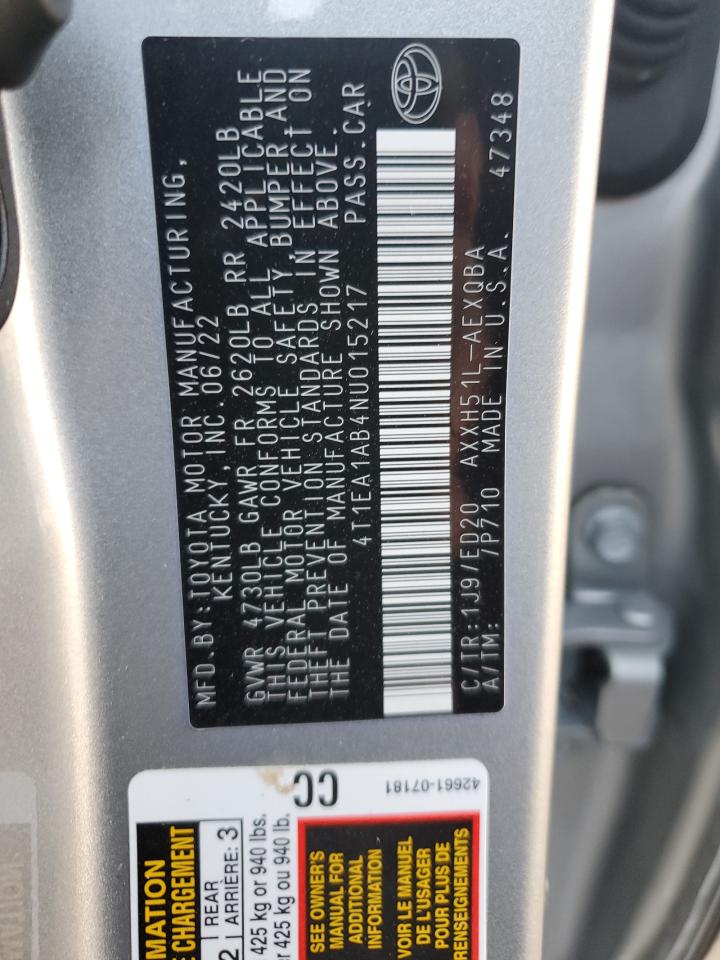 MFD.BY:TOYOTA MOTOR MANUFACTURING,
KENTUCKY, INC. 06/22
GVWR 4730LB GAWR FR 2620LB RR 2420LB
THIS VEHICLE CONFORMS TO ALL APPLICABLE
FEDERAL MOTOR VEHICLE SAFETY, BUMPER, AND
THEFT PREVENTION STANDARDS IN EFFECT ON
THE DATE OF MANUFACTURE SHOWN ABOVE.
4T1EA1AB4NU015217 PASS.CAR
C/TR:1J9/ED20 AXXH51L-AEXQBA
A/TM: 7P710 MADE IN U.S.A. 47348
CC
42661-07181
MATION
E CHARGEMENT
2 REAR
ARRIÈRE: 3
425 kg or 940 lbs.
425 kg ou 940 lb.
SEE OWNER'S
MANUAL FOR
ADDITIONAL
INFORMATION
VOIR LE MANUEL
DE L'USAGER
POUR PLUS DE
RENSEIGNEMENTS